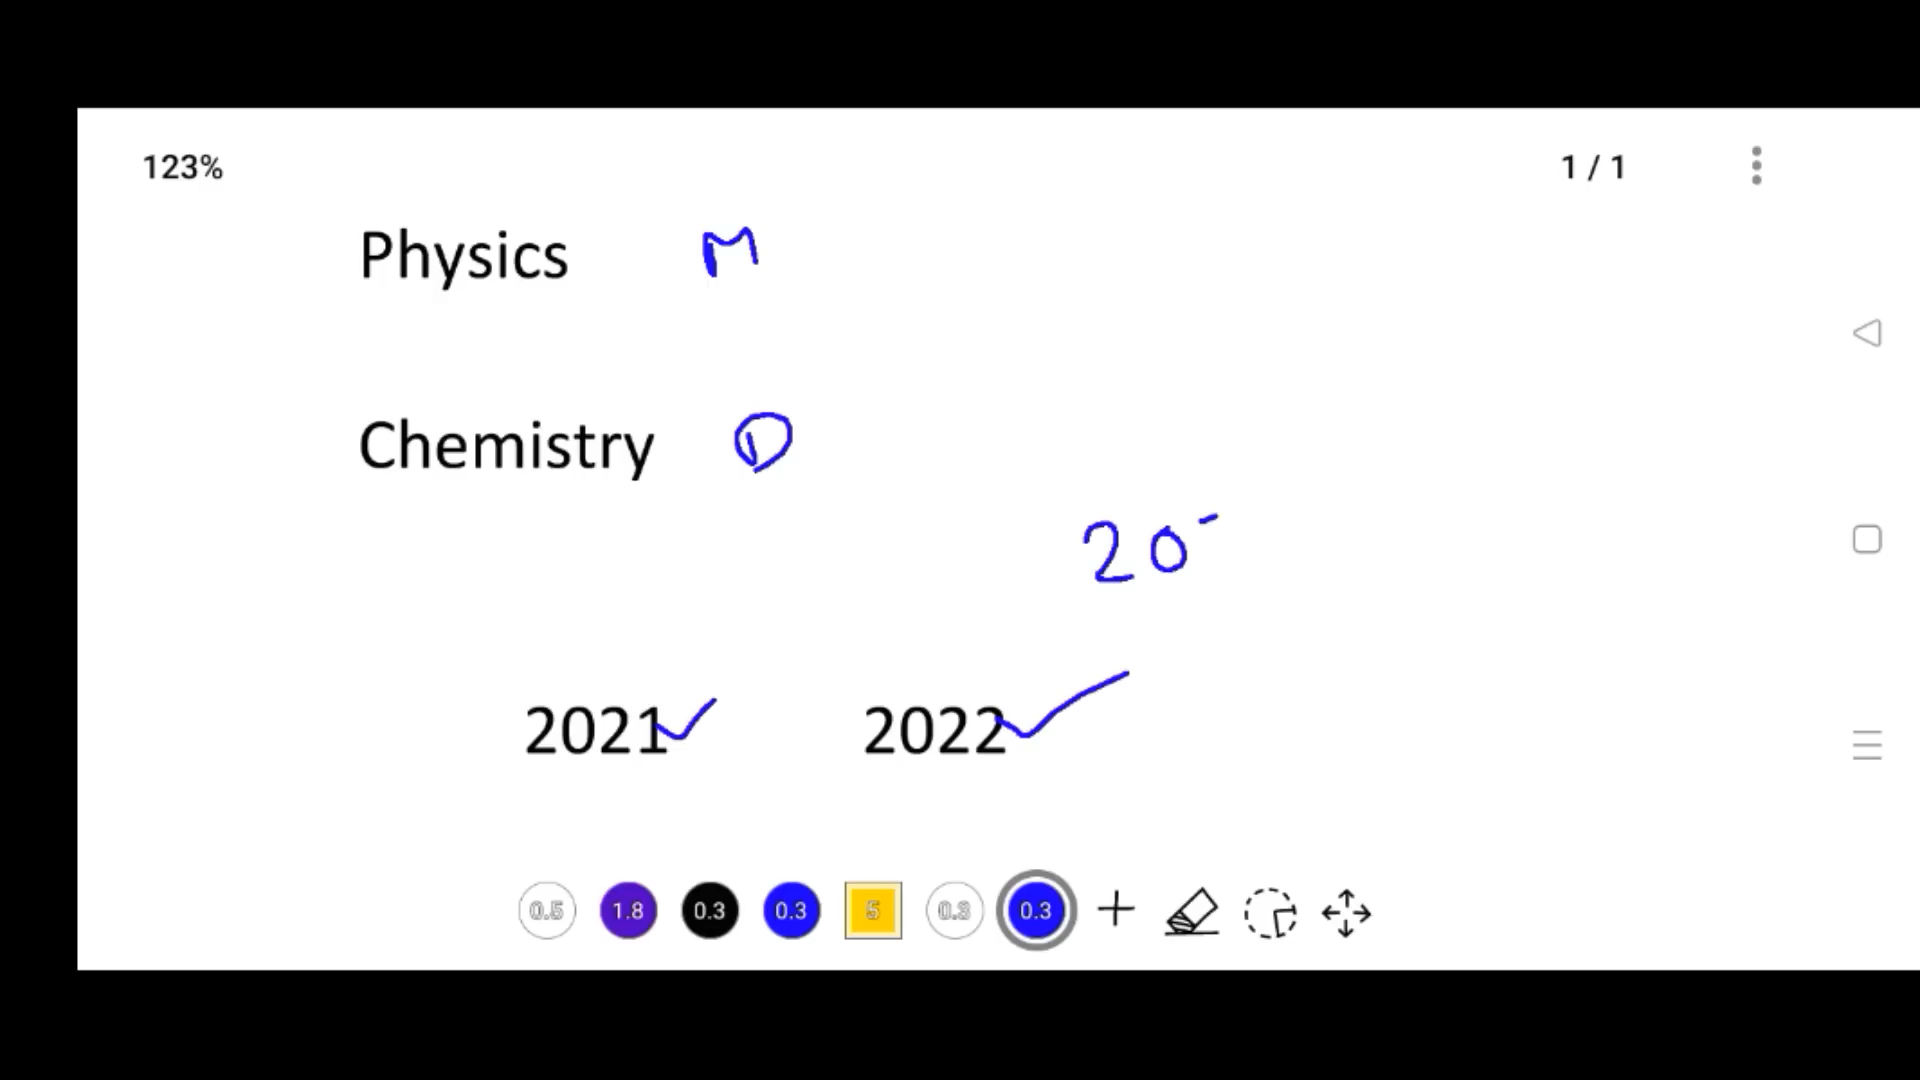 123% 1 / 1
Physics M
Chemistry D
20-
2021✓ 2022✓
0.5 1.8 0.3 0.3 5 0.3 0.3